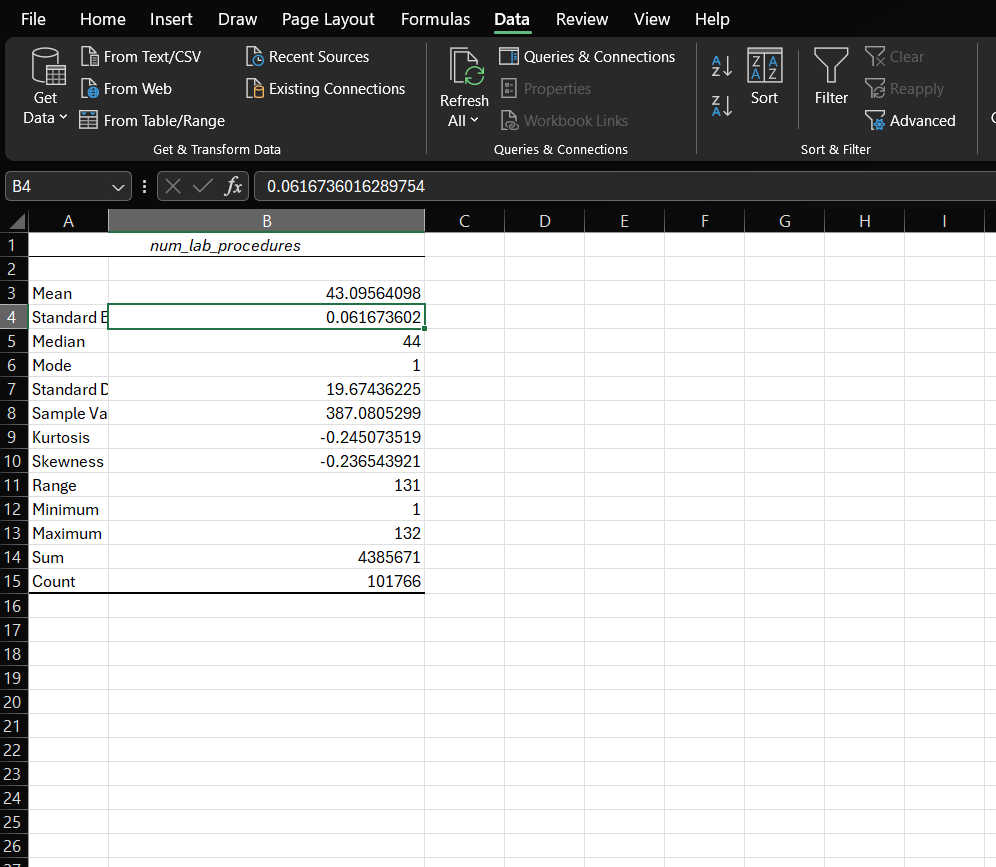 File Home Insert Draw Page Layout Formulas Data Review View Help
Get Data
From Text/CSV
From Web
From Table/Range
Recent Sources
Existing Connections
Get & Transform Data
Refresh All
Queries & Connections
Properties
Workbook Links
Queries & Connections
A Z
Z A
Z A A Z
Sort
Filter
Clear
Reapply
Advanced
Sort & Filter
B4 fx 0.0616736016289754
A B C D E F G H I
1 num_lab_procedures
2
3 Mean 43.09564098
4 Standard E 0.061673602
5 Median 44
6 Mode 1
7 Standard D 19.67436225
8 Sample Va 387.0805299
9 Kurtosis -0.245073519
10 Skewness -0.236543921
11 Range 131
12 Minimum 1
13 Maximum 132
14 Sum 4385671
15 Count 101766
16
17
18
19
20
21
22
23
24
25
26